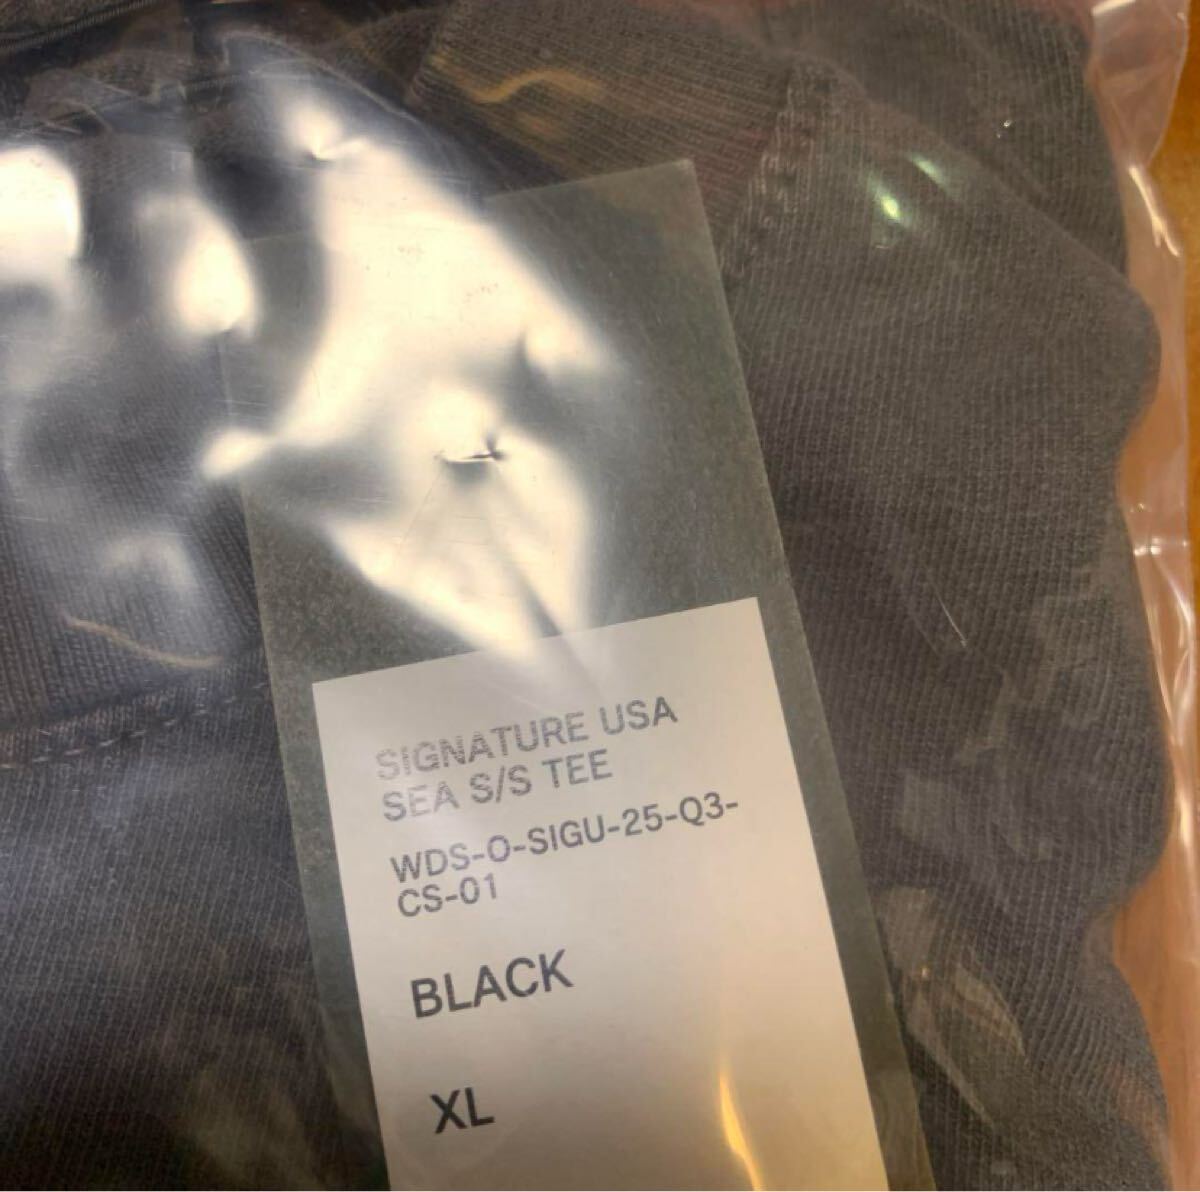 SIGNATURE USA
SEA S/S TEE
WDS-O-SIGU-25-Q3-
CS-01
BLACK
XL